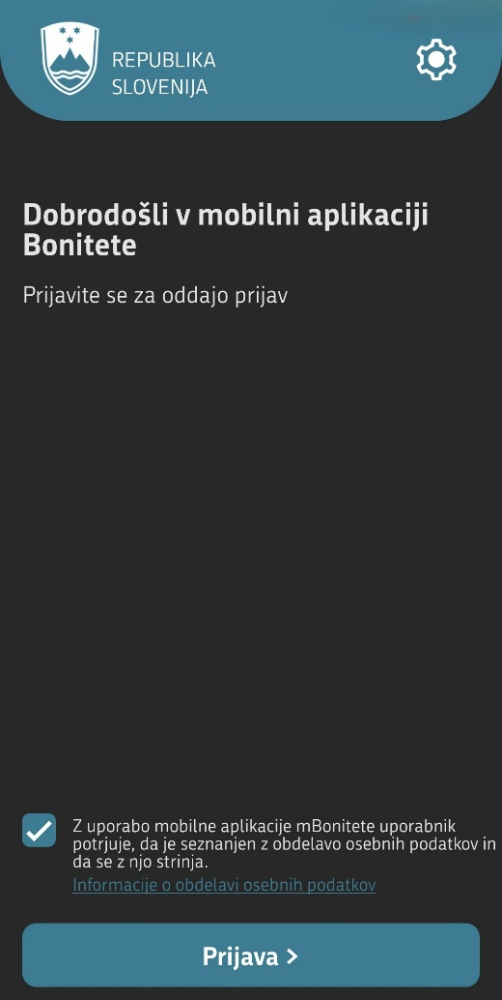 REPUBLIKA
SLOVENIJA
Dobrodošli v mobilni aplikaciji
Bonitete
Prijavite se za oddajo prijav
Z uporabo mobilne aplikacije mBonitete uporabnik
potrjuje, da je seznanjen z obdelavo osebnih podatkov in
da se z njo strinja.
Informacije o obdelavi osebnih podatkov
Prijava >